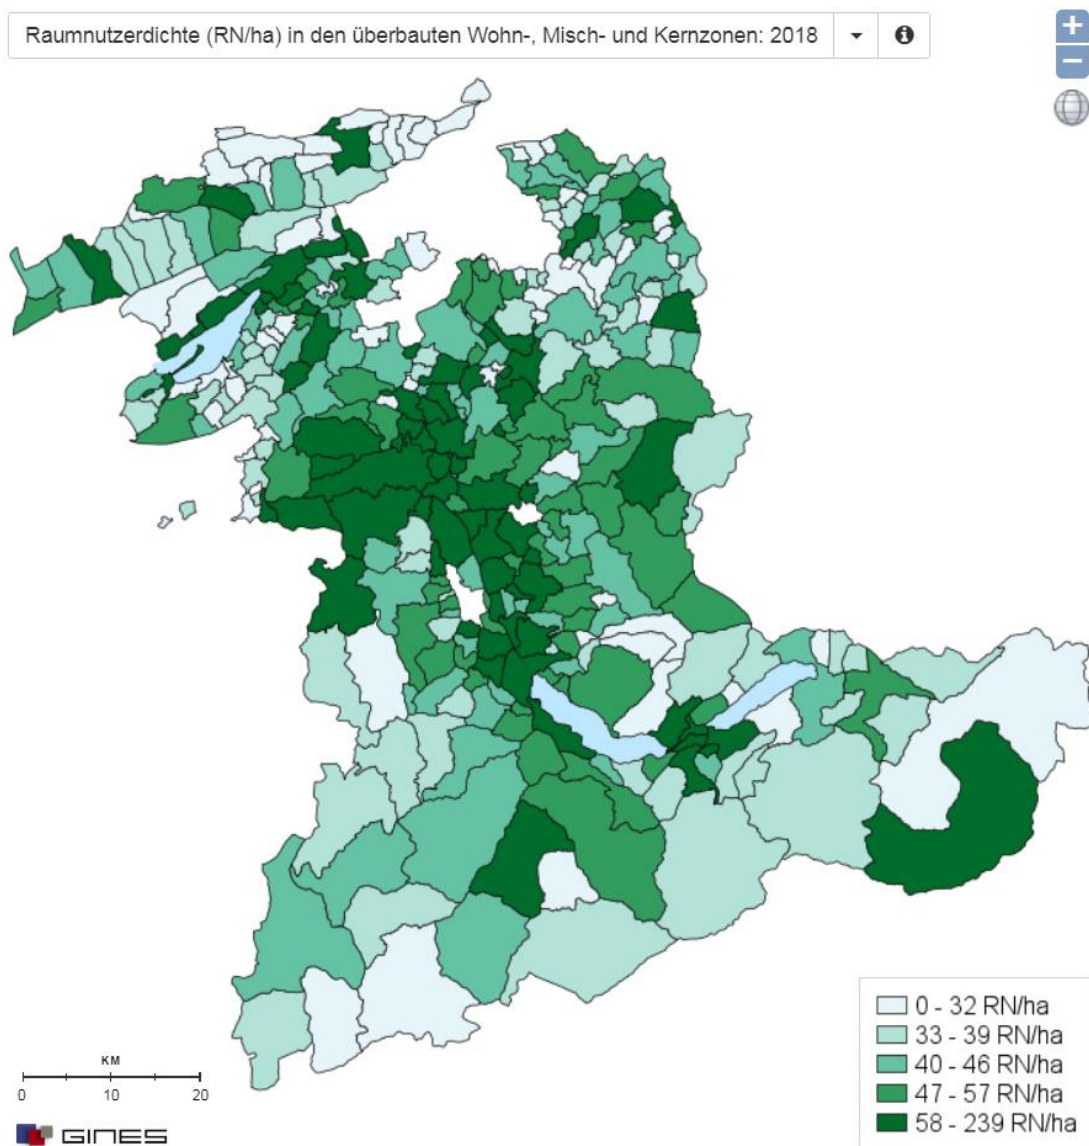 Raumnutzerdichte (RN/ha) in den überbauten Wohn-, Misch- und Kernzonen: 2018
0 - 32 RN/ha
33 - 39 RN/ha
40 - 46 RN/ha
47 - 57 RN/ha
58 - 239 RN/ha
KM
0 10 20
GINES